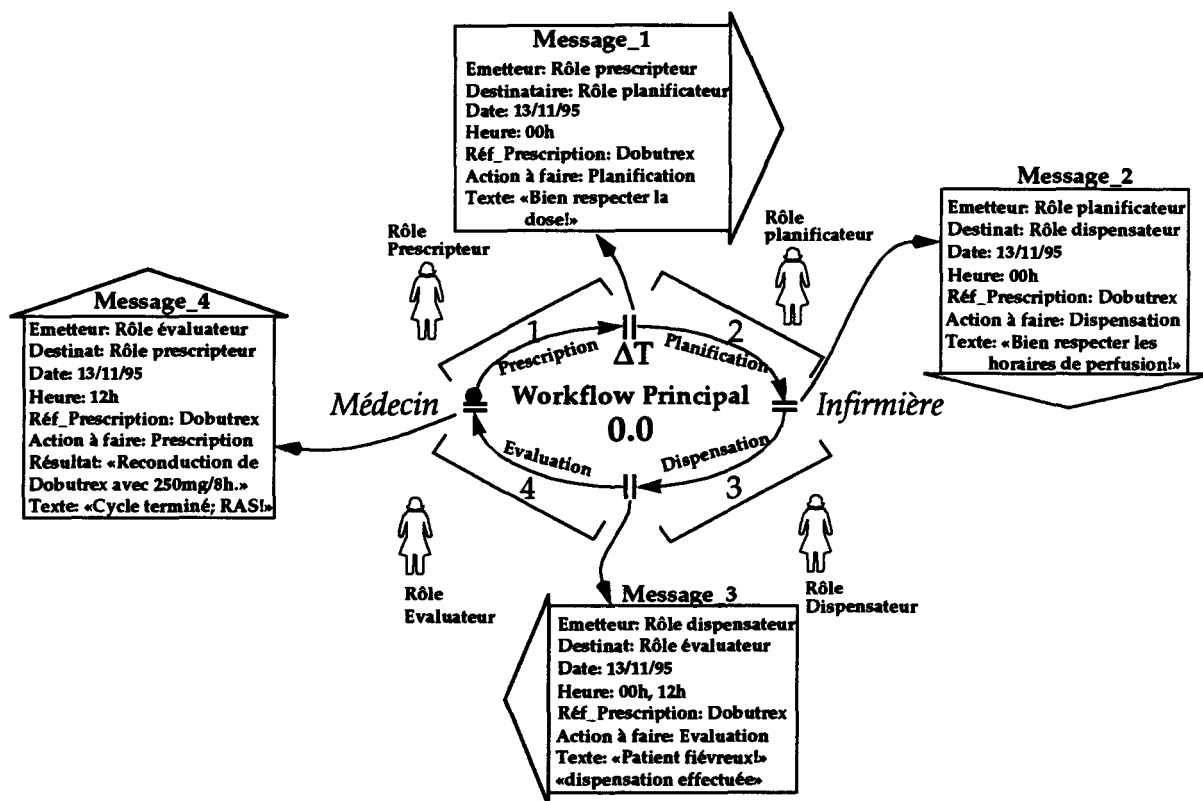 Message_1
Emetteur: Rôle prescripteur
Destinataire: Rôle planificateur
Date: 13/11/95
Heure: 00h
Réf_Prescription: Dobutrex
Action à faire: Planification
Texte: «Bien respecter la
dose!»
Message_2
Emetteur: Rôle planificateur
Destinat: Rôle dispensateur
Date: 13/11/95
Heure: 00h
Réf_Prescription: Dobutrex
Action à faire: Dispensation
Texte: «Bien respecter les
horaires de perfusion!»
Rôle
Prescripteur
Rôle
planificateur
Message_4
Emetteur: Rôle évaluateur
Destinat: Rôle prescripteur
Date: 13/11/95
Heure: 12h
Réf_Prescription: Dobutrex
Action à faire: Prescription
Résultat: «Reconduction de
Dobutrex avec 250mg/8h.»
Texte: «Cycle terminé; RAS!»
1
2
Prescription
ΔT
Planification
Médecin
Workflow Principal
0.0
Infirmière
Evaluation
Dispensation
4
3
Rôle
Evaluateur
Rôle
Dispensateur
Message_3
Emetteur: Rôle dispensateur
Destinat: Rôle évaluateur
Date: 13/11/95
Heure: 00h, 12h
Réf_Prescription: Dobutrex
Action à faire: Evaluation
Texte: «Patient fiévreux!»
«dispensation effectuée»